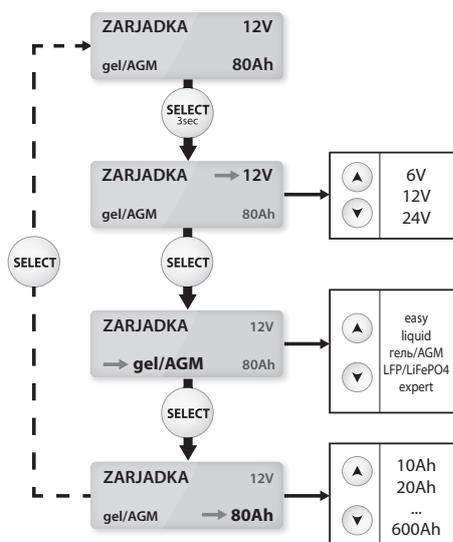 ZARJADKA 12V
gel/AGM 80Ah
SELECT
3sec
ZARJADKA → 12V
gel/AGM 80Ah
6V
12V
24V
SELECT
SELECT
ZARJADKA 12V
→ gel/AGM 80Ah
easy
liquid
гель/AGM
LFP/LiFePO4
expert
SELECT
ZARJADKA 12V
gel/AGM → 80Ah
10Ah
20Ah
...
600Ah